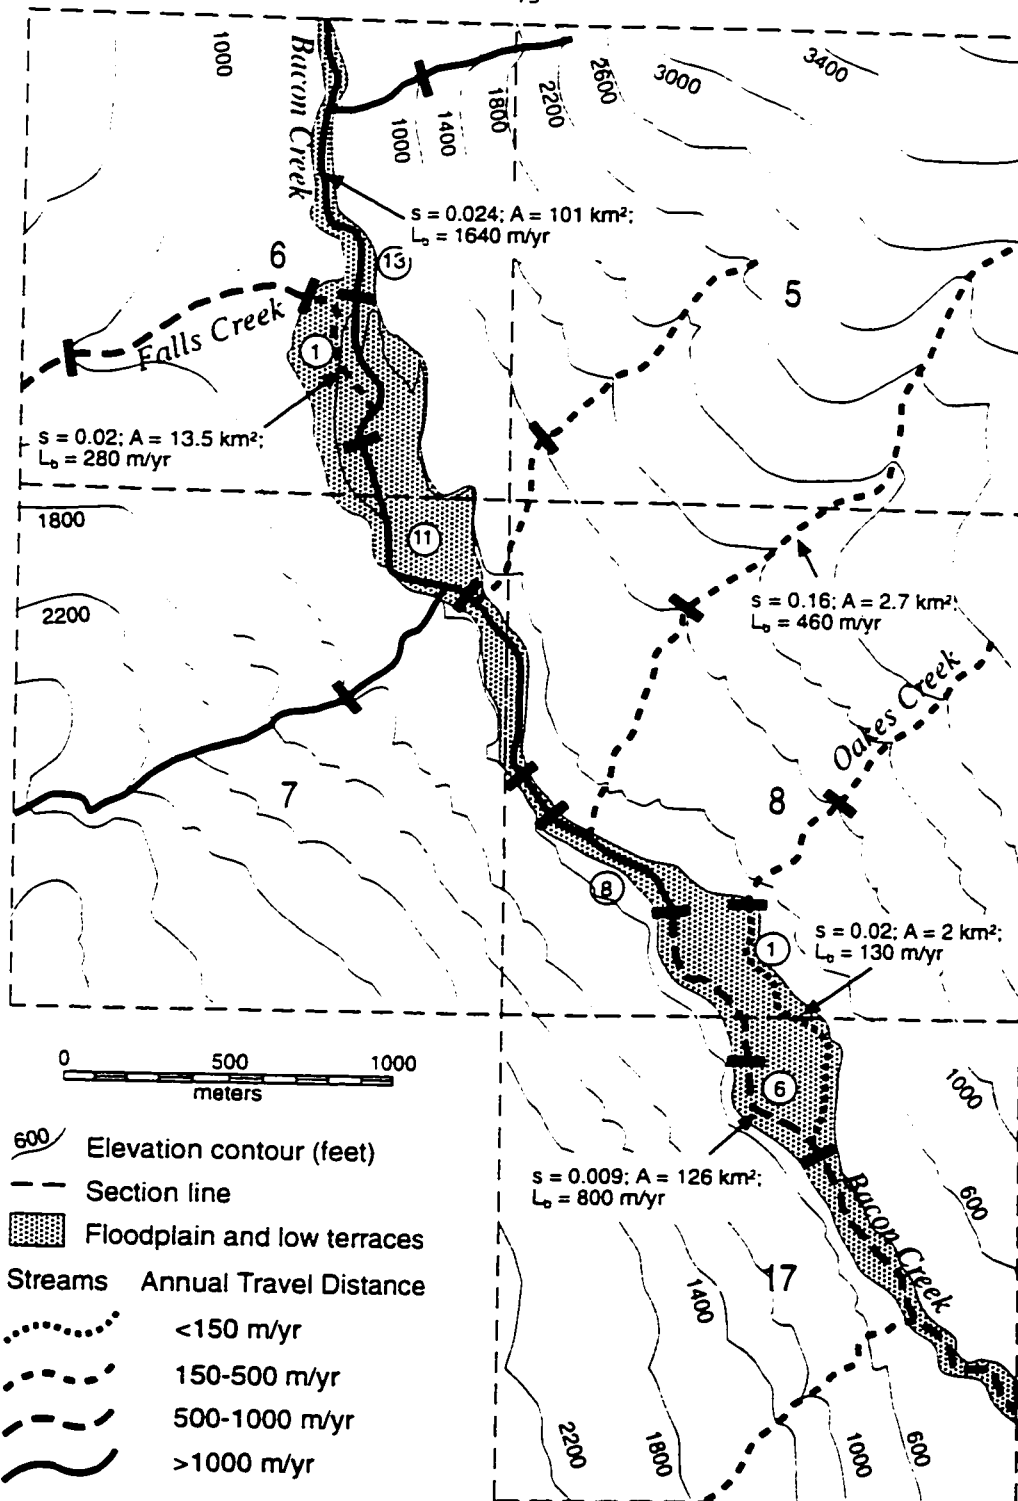 1000
Bacon Creek
1000
1400
1800
2200
2600
3000
3400
s = 0.024; A = 101 km²;
L_b = 1640 m/yr
13
6
5
Falls Creek
1
s = 0.02; A = 13.5 km²;
L_b = 280 m/yr
1800
11
2200
s = 0.16; A = 2.7 km²;
L_b = 460 m/yr
Oakes Creek
7
8
8
1
s = 0.02; A = 2 km²;
L_b = 130 m/yr
0 500 1000
meters
6
1000
600
Elevation contour (feet)
Section line
s = 0.009; A = 126 km²;
L_b = 800 m/yr
Bacon Creek
600
Floodplain and low terraces
Streams Annual Travel Distance
17
1400
<150 m/yr
150-500 m/yr
500-1000 m/yr
>1000 m/yr
2200
1800
1000
600